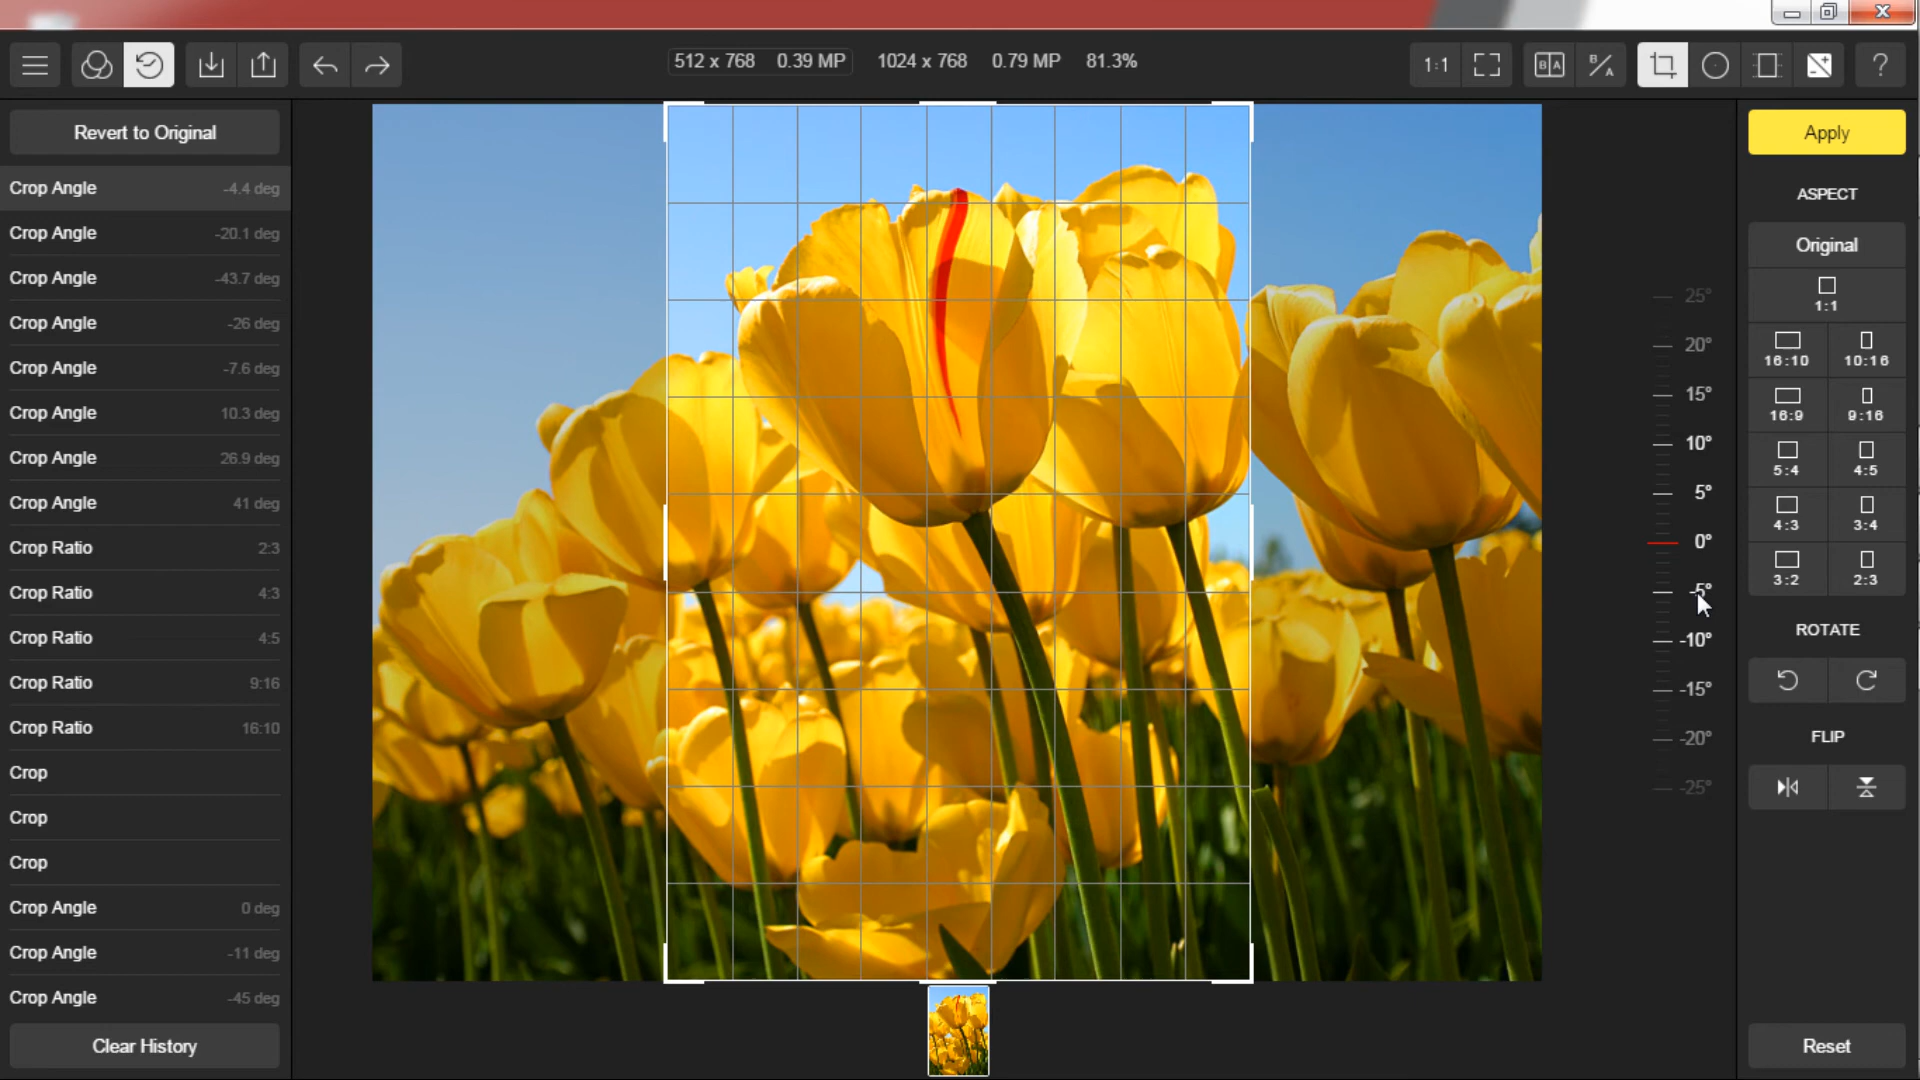 512 x 768 0.39 MP 1024 x 768 0.79 MP 81.3%
1:1
B A
B/A
?
Revert to Original
Crop Angle -4.4 deg
Crop Angle -20.1 deg
Crop Angle -43.7 deg
Crop Angle -26 deg
Crop Angle -7.6 deg
Crop Angle 10.3 deg
Crop Angle 26.9 deg
Crop Angle 41 deg
Crop Ratio 2:3
Crop Ratio 4:3
Crop Ratio 4:5
Crop Ratio 9:16
Crop Ratio 16:10
Crop
Crop
Crop
Crop Angle 0 deg
Crop Angle -11 deg
Crop Angle -45 deg
Clear History
25°
20°
15°
10°
5°
0°
-5°
-10°
-15°
-20°
-25°
Apply
ASPECT
Original
1:1
16:10 10:16
16:9 9:16
5:4 4:5
4:3 3:4
3:2 2:3
ROTATE
FLIP
Reset